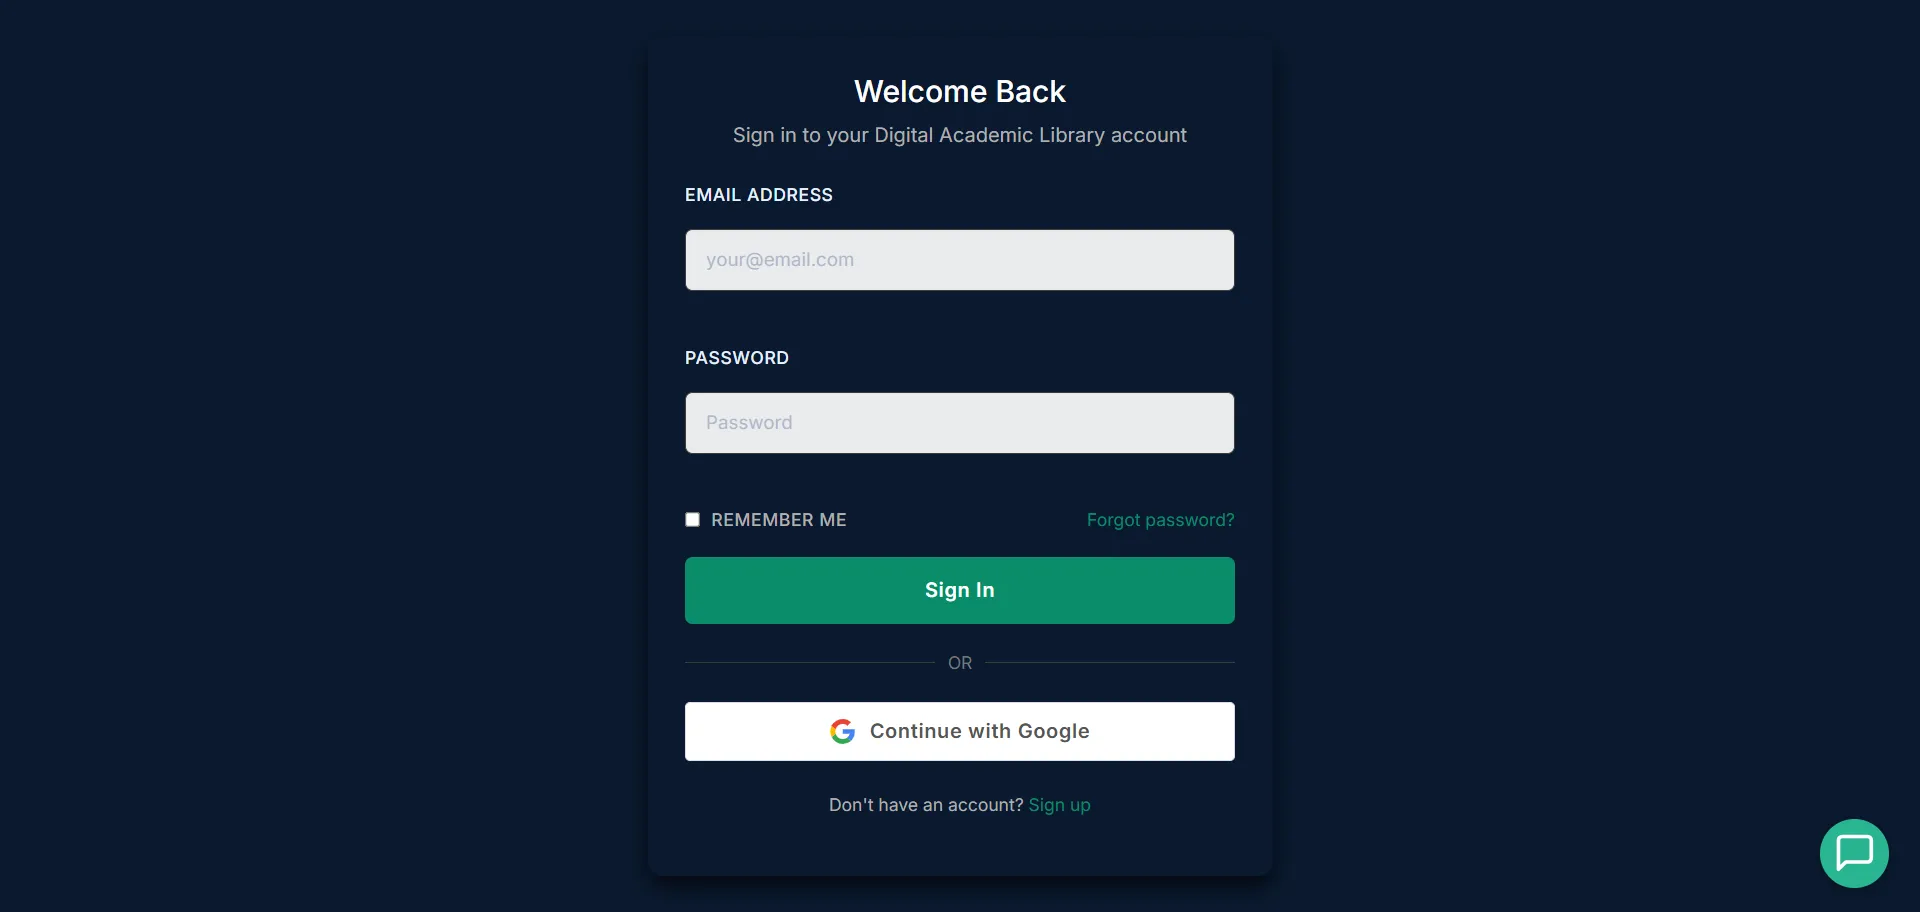 Welcome Back
Sign in to your Digital Academic Library account
EMAIL ADDRESS
your@email.com
PASSWORD
Password
REMEMBER ME
Forgot password?
Sign In
OR
Continue with Google
Don't have an account? Sign up